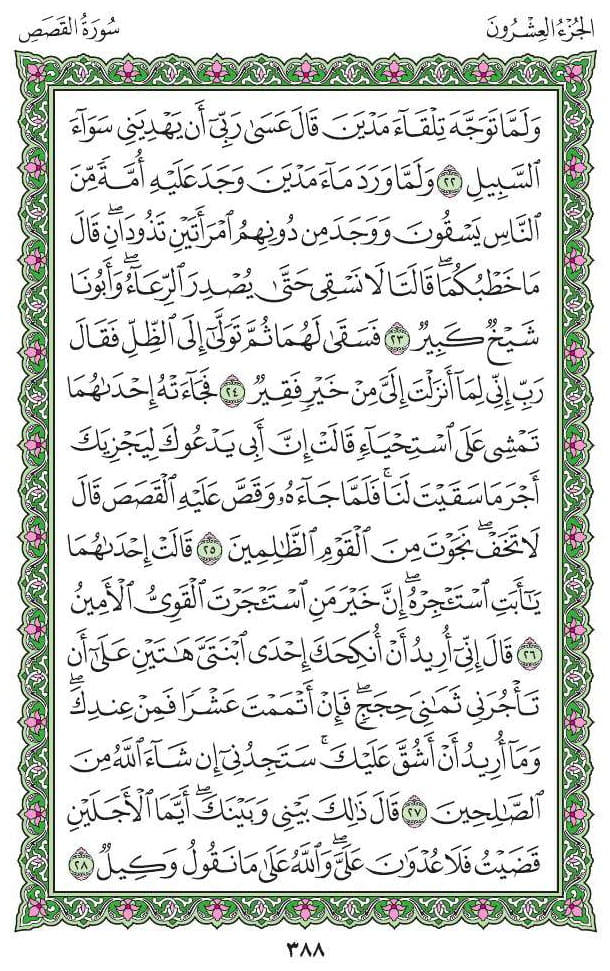 الجُزْءُ العِشْرُونَ
سُورَةُ القَصَصِ
وَلَمَّا تَوَجَّهَ تِلْقَآءَ مَدْيَنَ قَالَ عَسَىٰ رَبِّىٓ أَن يَهْدِيَنِى سَوَآءَ
ٱلسَّبِيلِ ٢٢ وَلَمَّا وَرَدَ مَآءَ مَدْيَنَ وَجَدَ عَلَيْهِ أُمَّةً مِّنَ
ٱلنَّاسِ يَسْقُونَ وَوَجَدَ مِن دُونِهِمُ ٱمْرَأَتَيْنِ تَذُودَانِۖ قَالَ
مَا خَطْبُكُمَاۖ قَالَتَا لَا نَسْقِى حَتَّىٰ يُصْدِرَ ٱلرِّعَآءُۖ وَأَبُونَا
شَيْخٌ كَبِيرٌ ٢٣ فَسَقَىٰ لَهُمَا ثُمَّ تَوَلَّىٰٓ إِلَى ٱلظِّلِّ فَقَالَ
رَبِّ إِنِّى لِمَآ أَنزَلْتَ إِلَىَّ مِنْ خَيْرٍ فَقِيرٌ ٢٤ فَجَآءَتْهُ إِحْدَىٰهُمَا
تَمْشِى عَلَى ٱسْتِحْيَآءٍ قَالَتْ إِنَّ أَبِى يَدْعُوكَ لِيَجْزِيَكَ
أَجْرَ مَا سَقَيْتَ لَنَاۚ فَلَمَّا جَآءَهُۥ وَقَصَّ عَلَيْهِ ٱلْقَصَصَ قَالَ
لَا تَخَفْۖ نَجَوْتَ مِنَ ٱلْقَوْمِ ٱلظَّٰلِمِينَ ٢٥ قَالَتْ إِحْدَىٰهُمَا
يَٰٓأَبَتِ ٱسْتَـْٔجِرْهُۖ إِنَّ خَيْرَ مَنِ ٱسْتَـْٔجَرْتَ ٱلْقَوِىُّ ٱلْأَمِينُ
٢٦ قَالَ إِنِّىٓ أُرِيدُ أَنْ أُنكِحَكَ إِحْدَى ٱبْنَتَىَّ هَٰتَيْنِ عَلَىٰٓ أَن
تَأْجُرَنِى ثَمَٰنِىَ حِجَجٍۖ فَإِنْ أَتْمَمْتَ عَشْرًا فَمِنْ عِندِكَۖ
وَمَآ أُرِيدُ أَنْ أَشُقَّ عَلَيْكَۚ سَتَجِدُنِىٓ إِن شَآءَ ٱللَّهُ مِنَ
ٱلصَّٰلِحِينَ ٢٧ قَالَ ذَٰلِكَ بَيْنِى وَبَيْنَكَۖ أَيَّمَا ٱلْأَجَلَيْنِ
قَضَيْتُ فَلَا عُدْوَٰنَ عَلَىَّۖ وَٱللَّهُ عَلَىٰ مَا نَقُولُ وَكِيلٌ ٢٨
٣٨٨